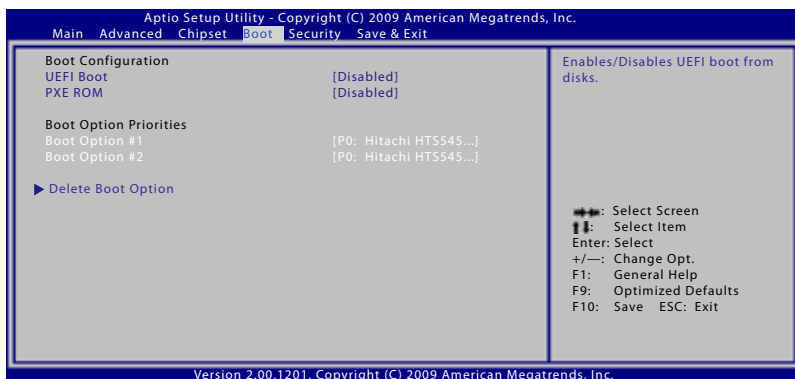 Aptio Setup Utility - Copyright (C) 2009 American Megatrends, Inc.
Main Advanced Chipset Boot Security Save & Exit
Boot Configuration
UEFI Boot [Disabled]
PXE ROM [Disabled]
Boot Option Priorities
Boot Option #1 [P0: Hitachi HTS545...]
Boot Option #2 [P0: Hitachi HTS545...]
Delete Boot Option
Enables/Disables UEFI boot from
disks.
: Select Screen
: Select Item
Enter: Select
+/—: Change Opt.
F1: General Help
F9: Optimized Defaults
F10: Save ESC: Exit
Version 2.00.1201. Copyright (C) 2009 American Megatrends, Inc.